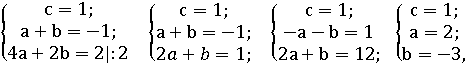 { c = 1; { c = 1; { c = 1; { c = 1;
a + b = −1; a + b = −1; −a − b = 1 a = 2;
4a + 2b = 2|: 2 2a + b = 1; 2a + b = 12; b = −3,